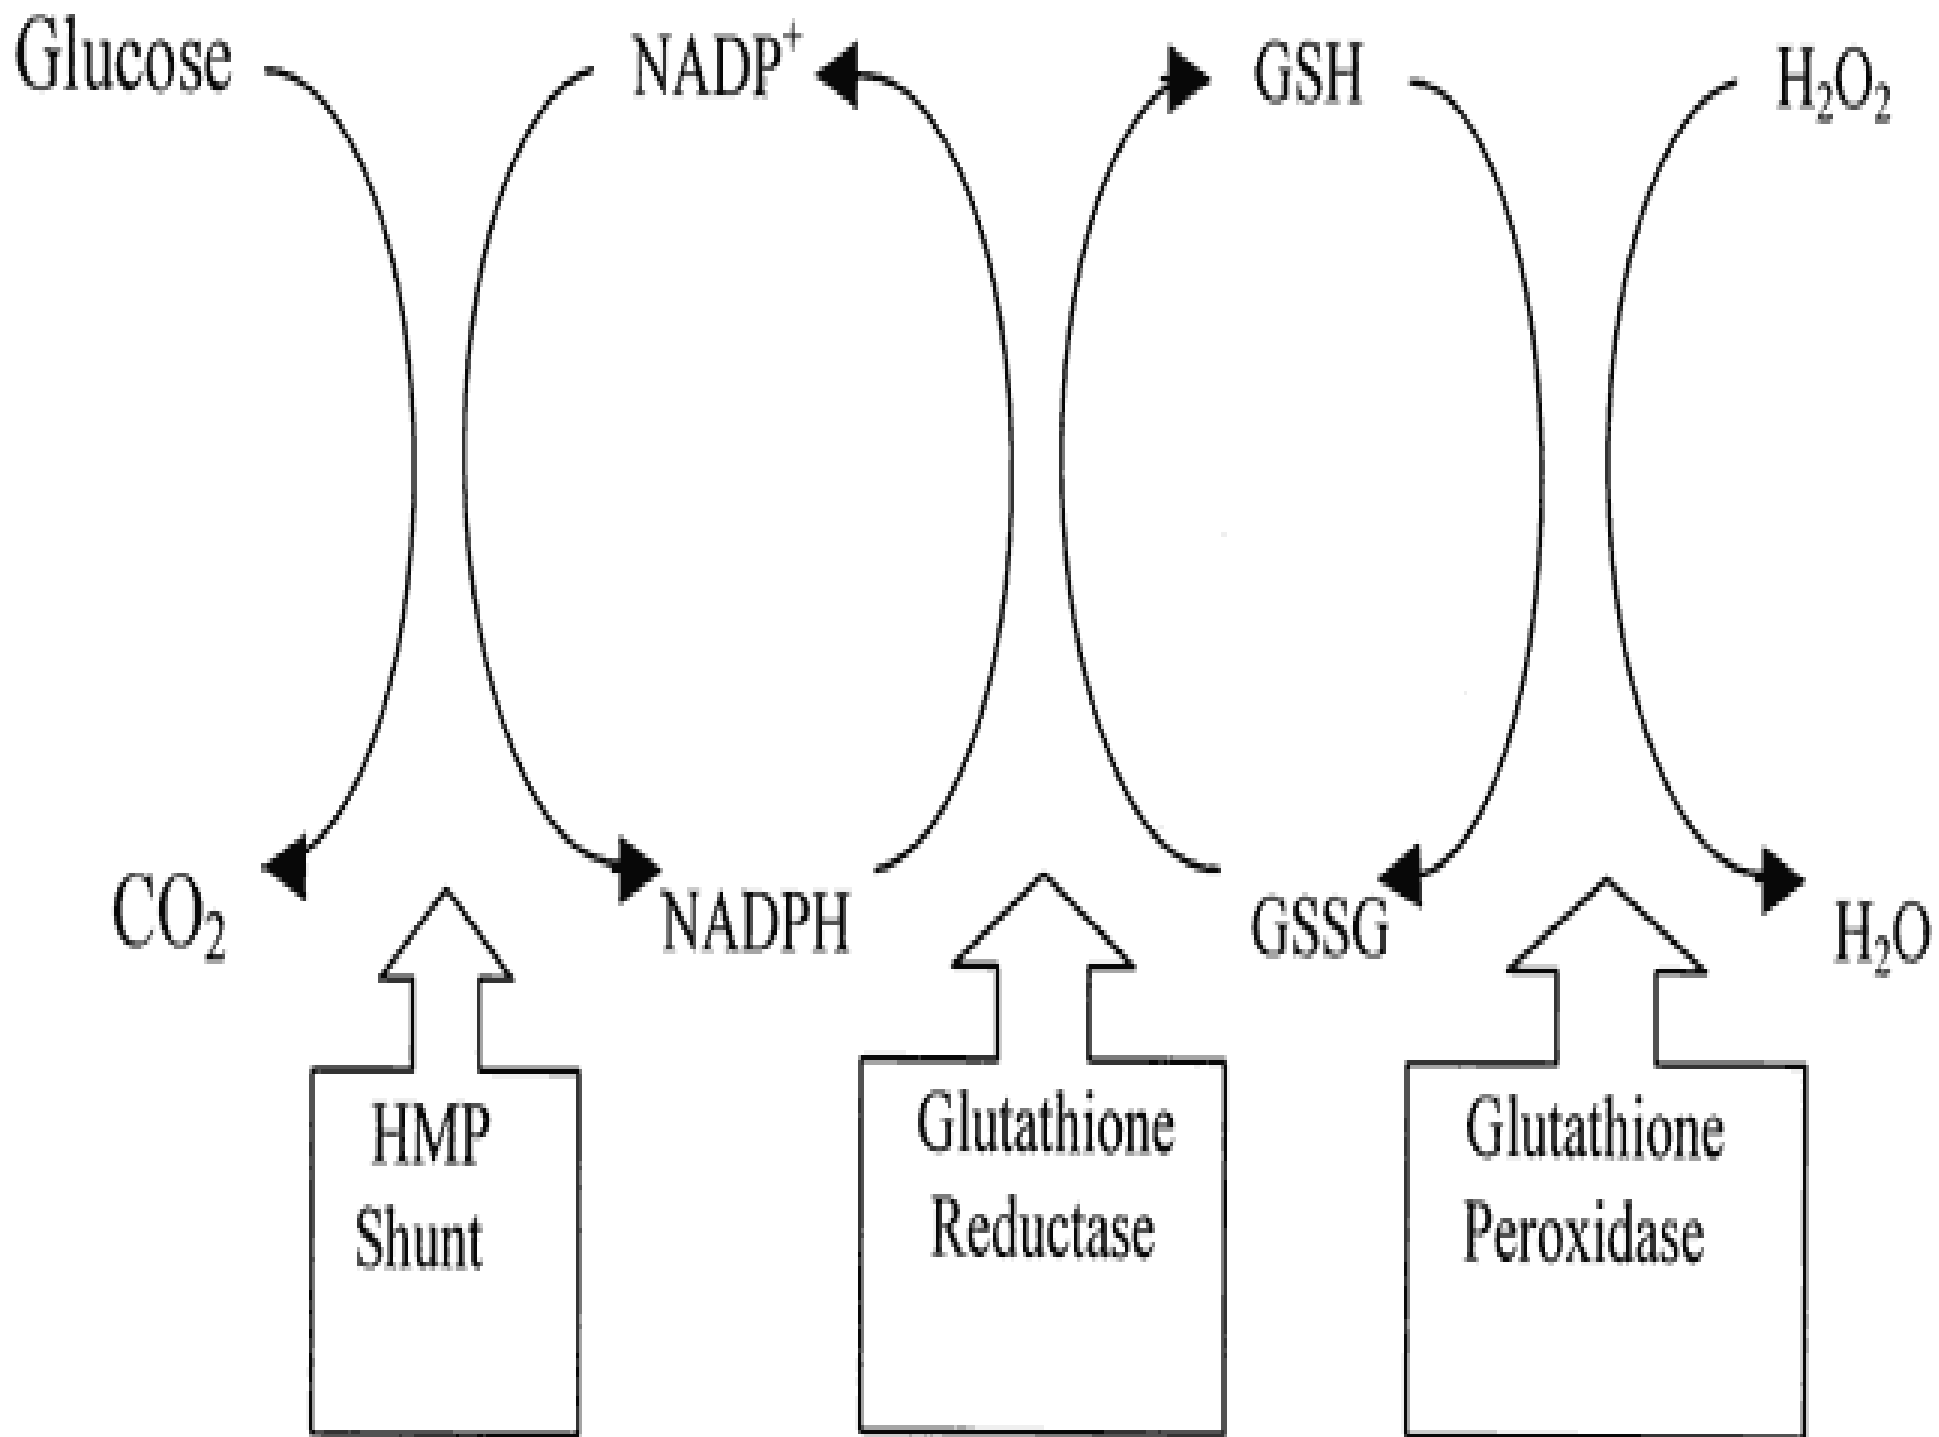 Glucose
NADP⁺
GSH
H₂O₂
CO₂
NADPH
GSSG
H₂O
HMP
Shunt
Glutathione
Reductase
Glutathione
Peroxidase